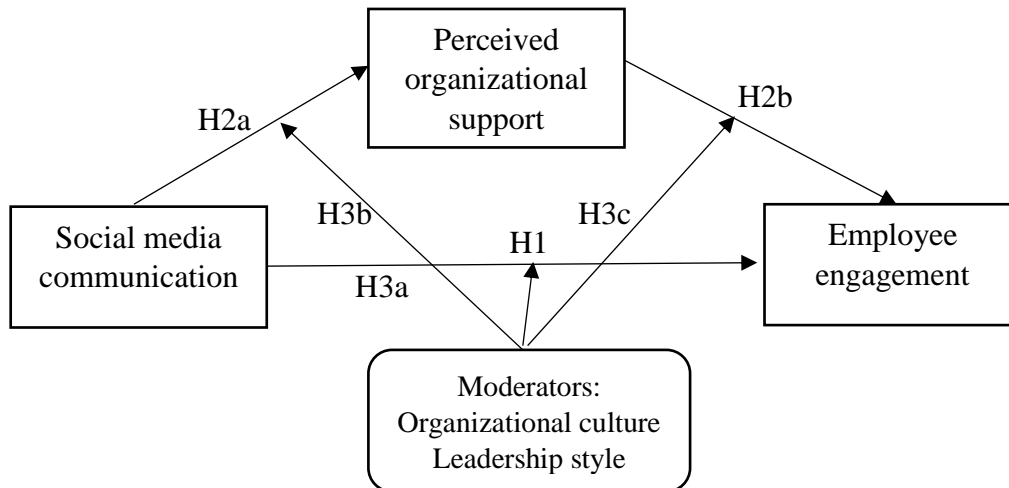 Perceived
organizational
support
H2a
H2b
Social media
communication
H3b
H3c
H1
H3a
Employee
engagement
Moderators:
Organizational culture
Leadership style